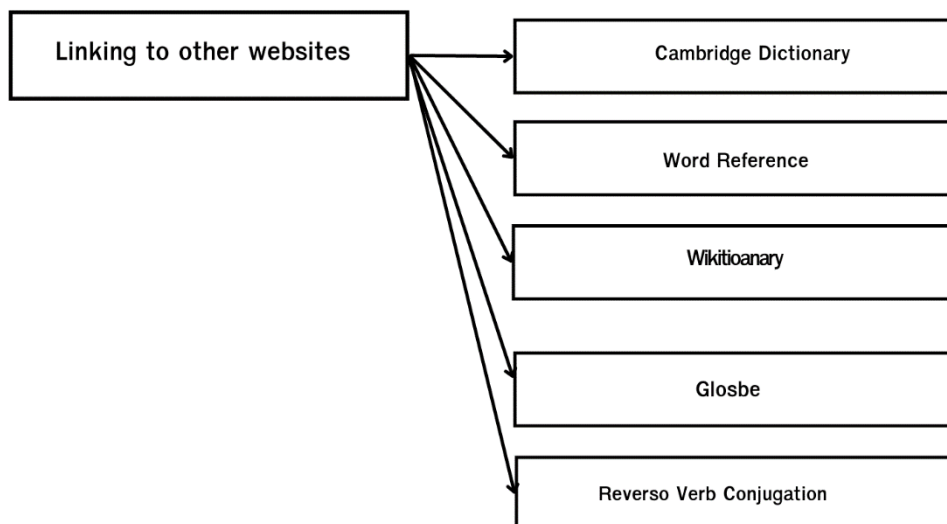 Linking to other websites
Cambridge Dictionary
Word Reference
Wikitioanary
Glosbe
Reverso Verb Conjugation